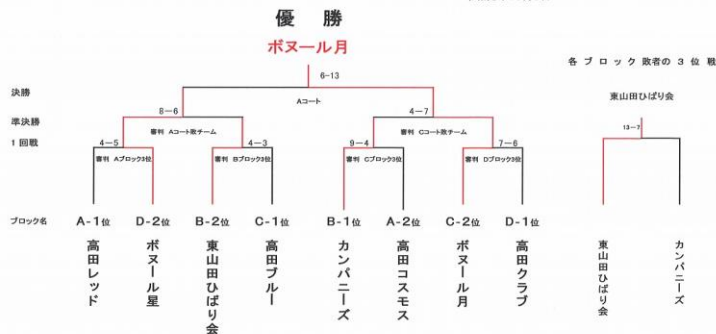 優 勝
ボヌール月
6-13
各 ブ ロ ッ ク 敗者の 3 位 戦
決勝
Aコート
東山田ひばり会
8-6
4-7
準決勝
審判 Aコート敗チーム
審判 Cコート敗チーム
13-7
1回戦
4-5
4-3
9-4
7-6
審判 Aブロック3位
審判 Bブロック3位
審判 Cブロック3位
審判 Dブロック3位
ブロック名
A-1位
D-2位
B-2位
C-1位
B-1位
A-2位
C-2位
D-1位
高田レッド
ボヌール星
東山田ひばり会
高田ブルー
カンパニーズ
高田コスモス
ボヌール月
高田クラブ
東山田ひばり会
カンパニーズ